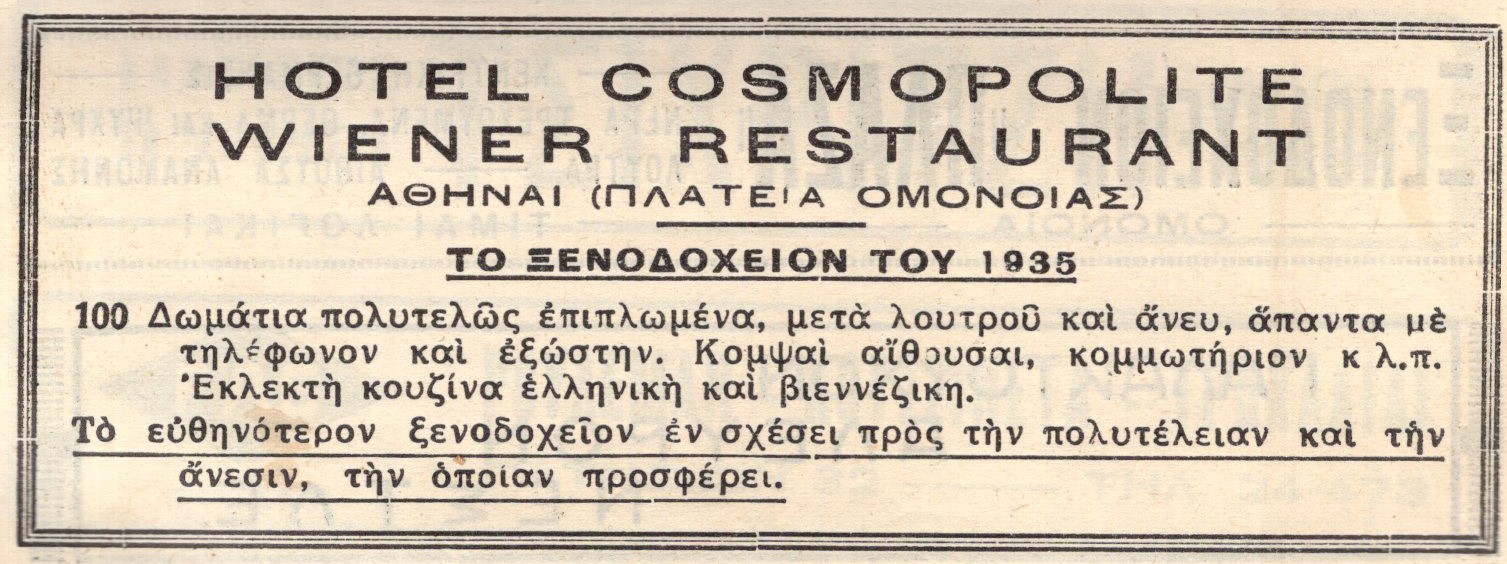 HOTEL COSMOPOLITE
WIENER RESTAURANT
ΑΘΗΝΑΙ (ΠΛΑΤΕΙΑ ΟΜΟΝΟΙΑΣ)
ΤΟ ΞΕΝΟΔΟΧΕΙΟΝ ΤΟΥ 1935
100 Δωμάτια πολυτελῶς ἐπιπλωμένα, μετὰ λουτροῦ καὶ ἄνευ, ἅπαντα μὲ
τηλέφωνον καὶ ἐξώστην. Κομψαὶ αἴθουσαι, κομμωτήριον κ λ.π.
Ἐκλεκτὴ κουζίνα ἑλληνικὴ καὶ βιεννέζικη.
Τὸ εὐθηνότερον ξενοδοχεῖον ἐν σχέσει πρὸς τὴν πολυτέλειαν καὶ τὴν
ἄνεσιν, τὴν ὁποίαν προσφέρει.